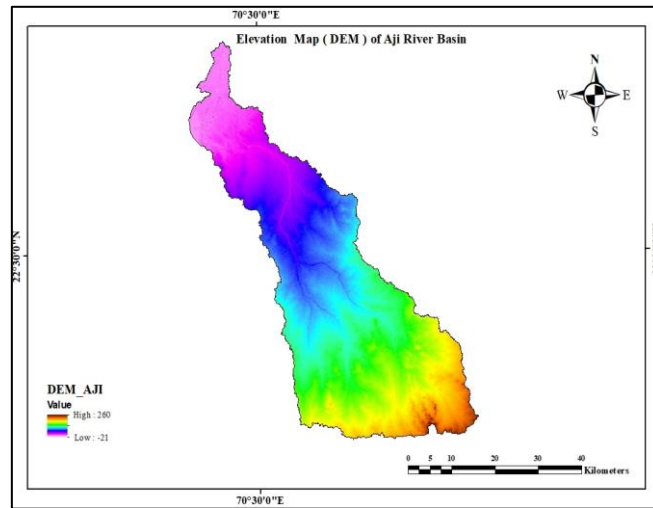 70°30'0"E
Elevation Map ( DEM ) of Aji River Basin
N
W E
S
22°30'0"N
DEM_AJI
Value
High : 260
Low : -21
0 5 10 20 30 40
Kilometers
70°30'0"E